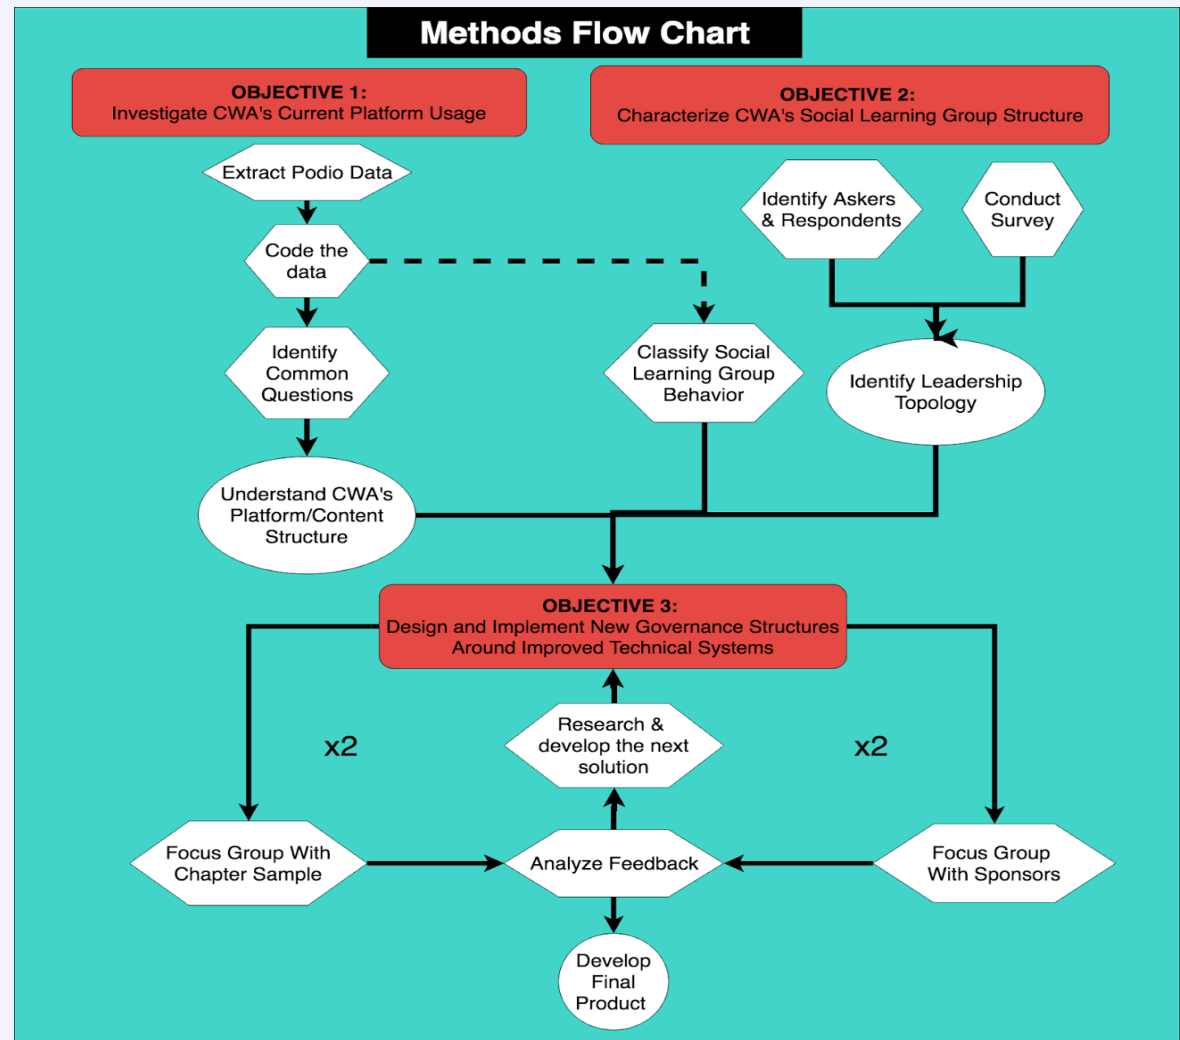 Methods Flow Chart
OBJECTIVE 1:
Investigate CWA's Current Platform Usage
OBJECTIVE 2:
Characterize CWA's Social Learning Group Structure
Extract Podio Data
Code the
data
Identify
Common
Questions
Understand CWA's
Platform/Content
Structure
Identify Askers
& Respondents
Conduct
Survey
Classify Social
Learning Group
Behavior
Identify Leadership
Topology
OBJECTIVE 3:
Design and Implement New Governance Structures
Around Improved Technical Systems
x2
Research &
develop the next
solution
x2
Focus Group With
Chapter Sample
Analyze Feedback
Focus Group
With Sponsors
Develop
Final
Product